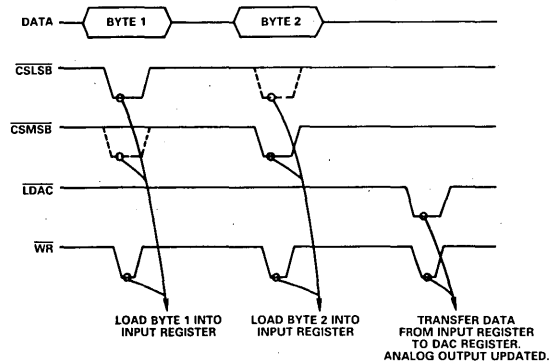 DATA
BYTE 1
BYTE 2
CSLSB
CSMSB
LDAC
WR
LOAD BYTE 1 INTO
INPUT REGISTER
LOAD BYTE 2 INTO
INPUT REGISTER
TRANSFER DATA
FROM INPUT REGISTER
TO DAC REGISTER.
ANALOG OUTPUT UPDATED.